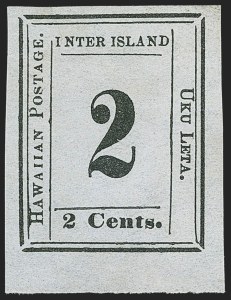 INTER ISLAND
HAWAIIAN POSTAGE.
2
UKU LETA.
2 Cents.